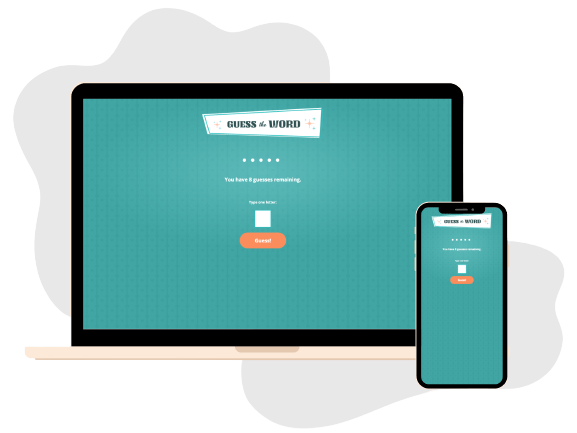 GUESS the WORD
You have 8 guesses remaining.
Type one letter:
Guess!
GUESS the WORD
You have 8 guesses remaining.
Type one letter:
Guess!